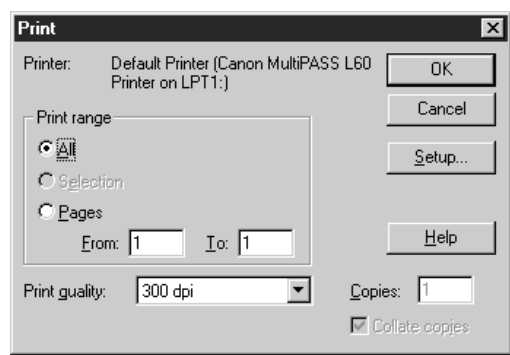 Print
Printer: Default Printer (Canon MultiPASS L60
Printer on LPT1:)
OK
Cancel
Setup...
Help
Print range
All
Selection
Pages
From: 1 To: 1
Print quality: 300 dpi
Copies: 1
Collate copies